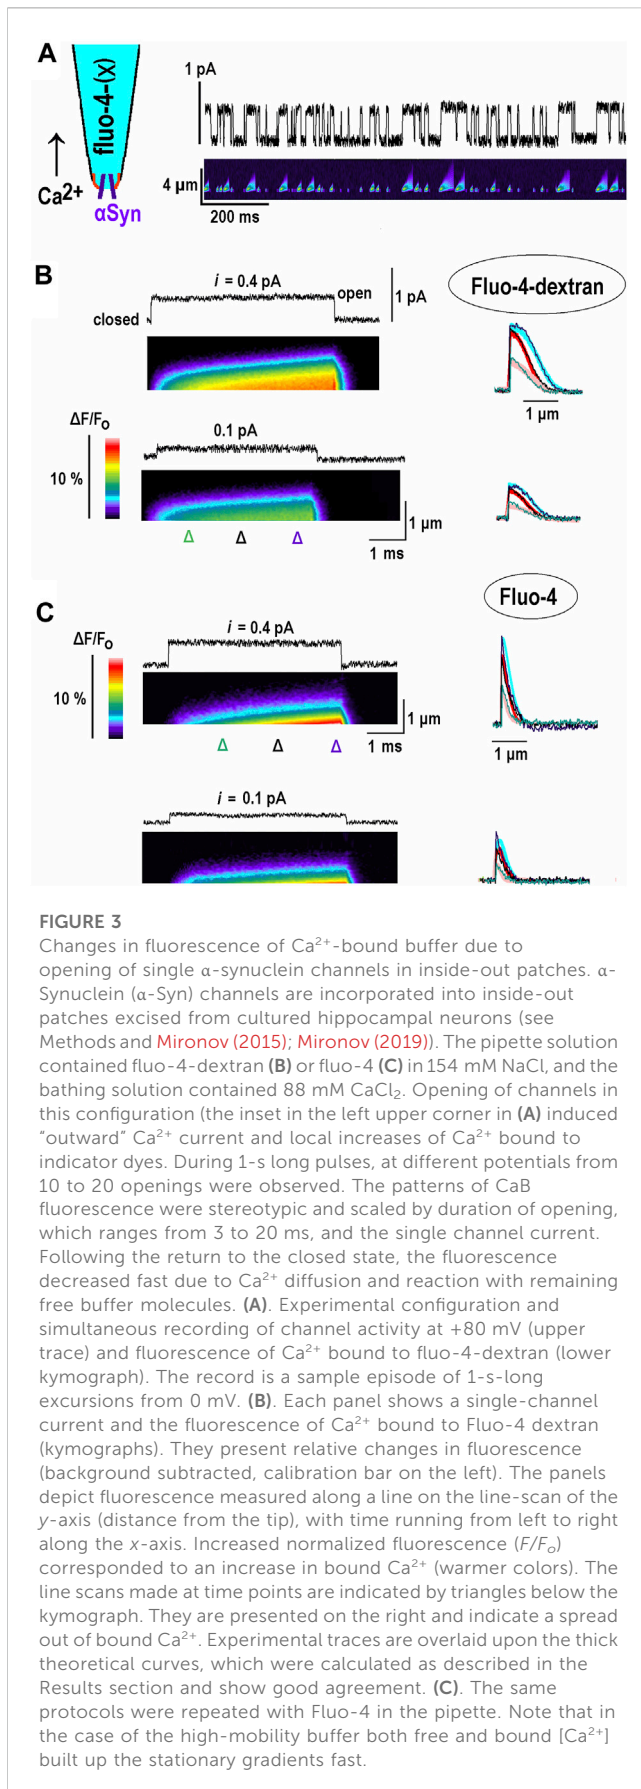 A
fluo-4-(x)
Ca2+
αSyn
1 pA
4 µm
200 ms
B
i = 0.4 pA
open
closed
1 pA
Fluo-4-dextran
1 µm
ΔF/Fo
10 %
0.1 pA
1 µm
1 ms
Δ Δ Δ
C
Fluo-4
ΔF/Fo
10 %
i = 0.4 pA
1 µm
1 ms
Δ Δ Δ
1 µm
i = 0.1 pA
FIGURE 3
Changes in fluorescence of Ca²⁺-bound buffer due to
opening of single α-synuclein channels in inside-out patches. α-
Synuclein (α-Syn) channels are incorporated into inside-out
patches excised from cultured hippocampal neurons (see
Methods and Mironov (2015); Mironov (2019)). The pipette solution
contained fluo-4-dextran (B) or fluo-4 (C) in 154 mM NaCl, and the
bathing solution contained 88 mM CaCl₂. Opening of channels in
this configuration (the inset in the left upper corner in (A) induced
"outward" Ca²⁺ current and local increases of Ca²⁺ bound to
indicator dyes. During 1-s long pulses, at different potentials from
10 to 20 openings were observed. The patterns of CaB
fluorescence were stereotypic and scaled by duration of opening,
which ranges from 3 to 20 ms, and the single channel current.
Following the return to the closed state, the fluorescence
decreased fast due to Ca²⁺ diffusion and reaction with remaining
free buffer molecules. (A). Experimental configuration and
simultaneous recording of channel activity at +80 mV (upper
trace) and fluorescence of Ca²⁺ bound to fluo-4-dextran (lower
kymograph). The record is a sample episode of 1-s-long
excursions from 0 mV. (B). Each panel shows a single-channel
current and the fluorescence of Ca²⁺ bound to Fluo-4 dextran
(kymographs). They present relative changes in fluorescence
(background subtracted, calibration bar on the left). The panels
depict fluorescence measured along a line on the line-scan of the
y-axis (distance from the tip), with time running from left to right
along the x-axis. Increased normalized fluorescence (F/Fo)
corresponded to an increase in bound Ca²⁺ (warmer colors). The
line scans made at time points are indicated by triangles below the
kymograph. They are presented on the right and indicate a spread
out of bound Ca²⁺. Experimental traces are overlaid upon the thick
theoretical curves, which were calculated as described in the
Results section and show good agreement. (C). The same
protocols were repeated with Fluo-4 in the pipette. Note that in
the case of the high-mobility buffer both free and bound [Ca²⁺]
built up the stationary gradients fast.